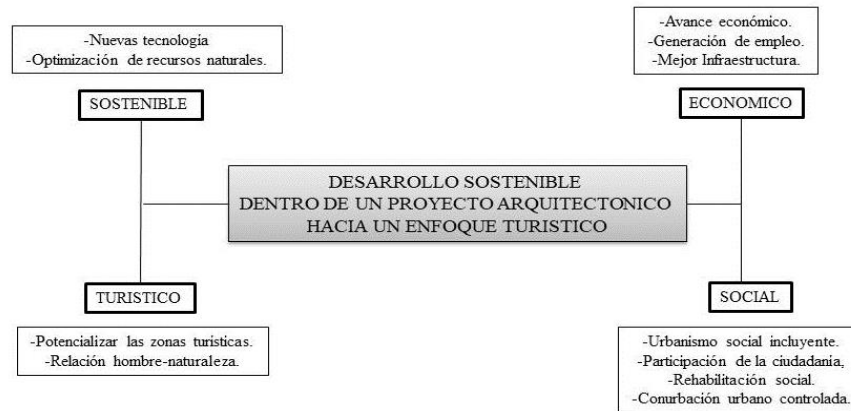 -Nuevas tecnología
-Optimización de recursos naturales.
SOSTENIBLE
-Avance económico.
-Generación de empleo.
-Mejor Infraestructura.
ECONOMICO
DESARROLLO SOSTENIBLE
DENTRO DE UN PROYECTO ARQUITECTONICO
HACIA UN ENFOQUE TURISTICO
TURISTICO
-Potencializar las zonas turísticas.
-Relación hombre-naturaleza.
SOCIAL
-Urbanismo social incluyente.
-Participación de la ciudadanía,
-Rehabilitación social.
-Conurbación urbano controlada.